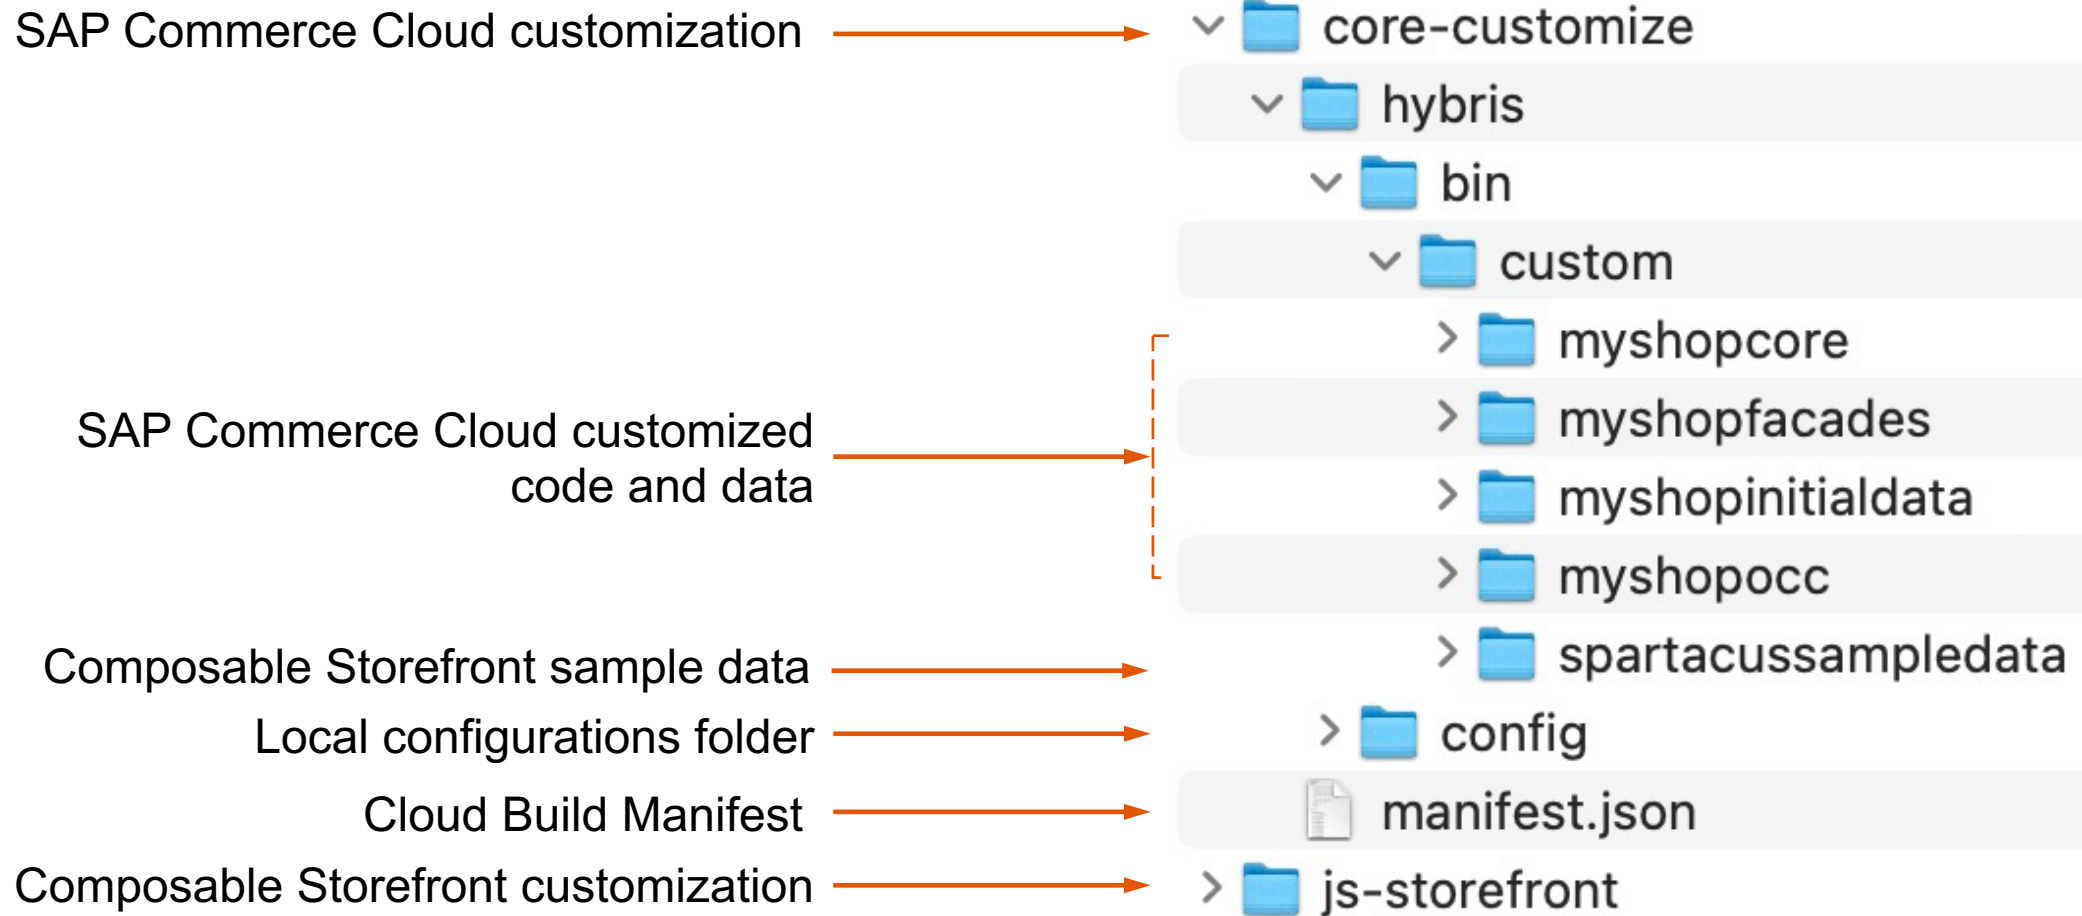 SAP Commerce Cloud customization
core-customize
hybris
bin
custom
myshopcore
SAP Commerce Cloud customized
code and data
myshopfacades
myshopinitialdata
myshopocc
Composable Storefront sample data
spartacussampledata
Local configurations folder
config
Cloud Build Manifest
manifest.json
Composable Storefront customization
js-storefront